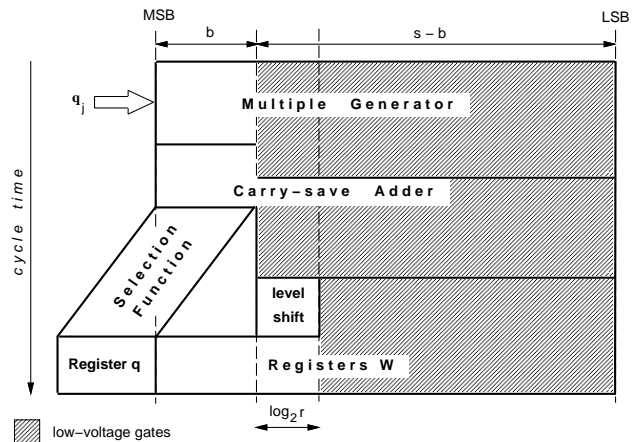 MSB
LSB
b
s – b
q j
Multiple Generator
Carry–save Adder
cycle time
Selection
Function
level
shift
Register q
Registers W
log 2 r
low–voltage gates